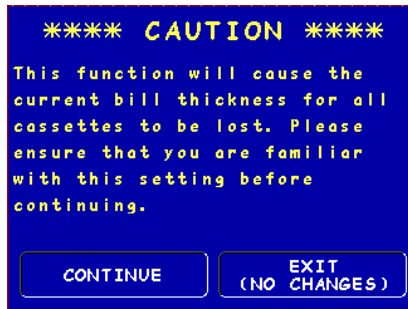 **** CAUTION ****
This function will cause the
current bill thickness for all
cassettes to be lost. Please
ensure that you are familiar
with this setting before
continuing.
CONTINUE
EXIT
(NO CHANGES)